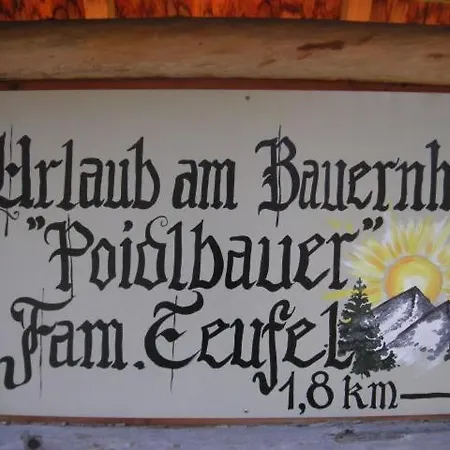 Urlaub am Bauernh
"Poidlbauer"
Fam. Teufel
1,8 km